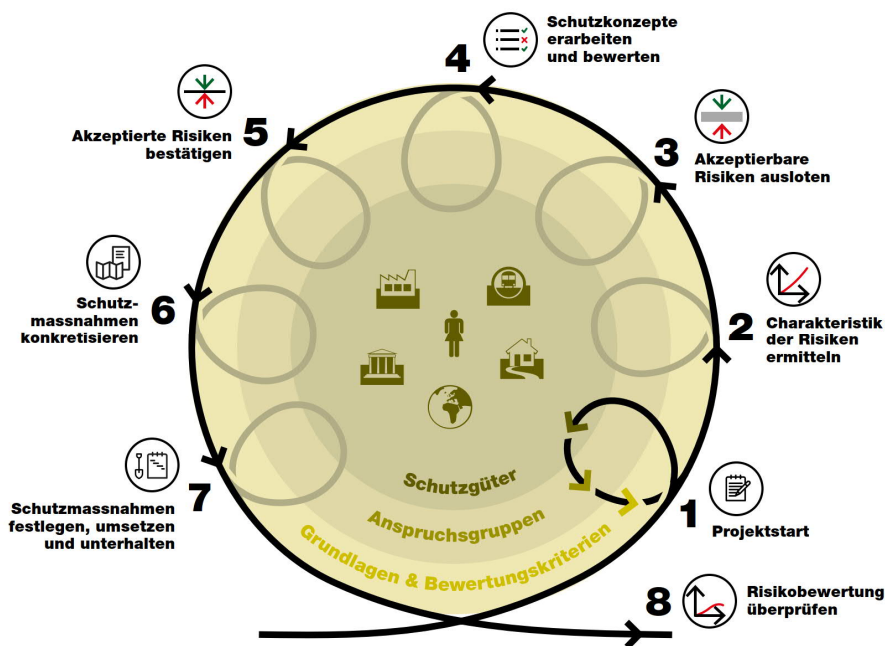 4
Schutzkonzepte
erarbeiten
und bewerten
5
Akzeptierte Risiken
bestätigen
3
Akzeptierbare
Risiken ausloten
6
Schutz-
massnahmen
konkretisieren
2
Charakteristik
der Risiken
ermitteln
7
Schutzmassnahmen
festlegen, umsetzen
und unterhalten
Schutzgüter
Anspruchsgruppen
Grundlagen & Bewertungskriterien
1
Projektstart
8
Risikobewertung
überprüfen